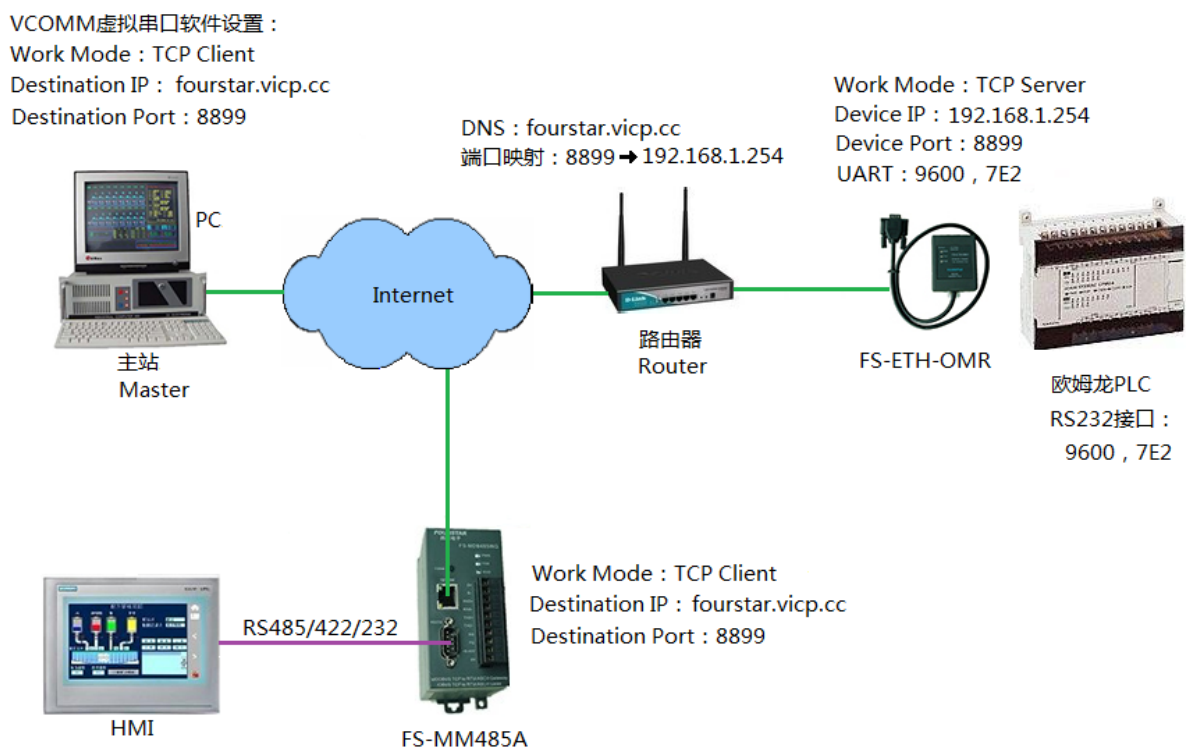 VCOMM虚拟串口软件设置：
Work Mode：TCP Client
Destination IP： fourstar.vicp.cc
Destination Port：8899
Work Mode：TCP Server
Device IP：192.168.1.254
Device Port：8899
UART：9600，7E2
DNS：fourstar.vicp.cc
端口映射：8899➔192.168.1.254
PC
主站
Master
Internet
D-Link
路由器
Router
FS-ETH-OMR
欧姆龙PLC
RS232接口：
9600，7E2
Work Mode：TCP Client
Destination IP：fourstar.vicp.cc
Destination Port：8899
RS485/422/232
HMI
FS-MM485A